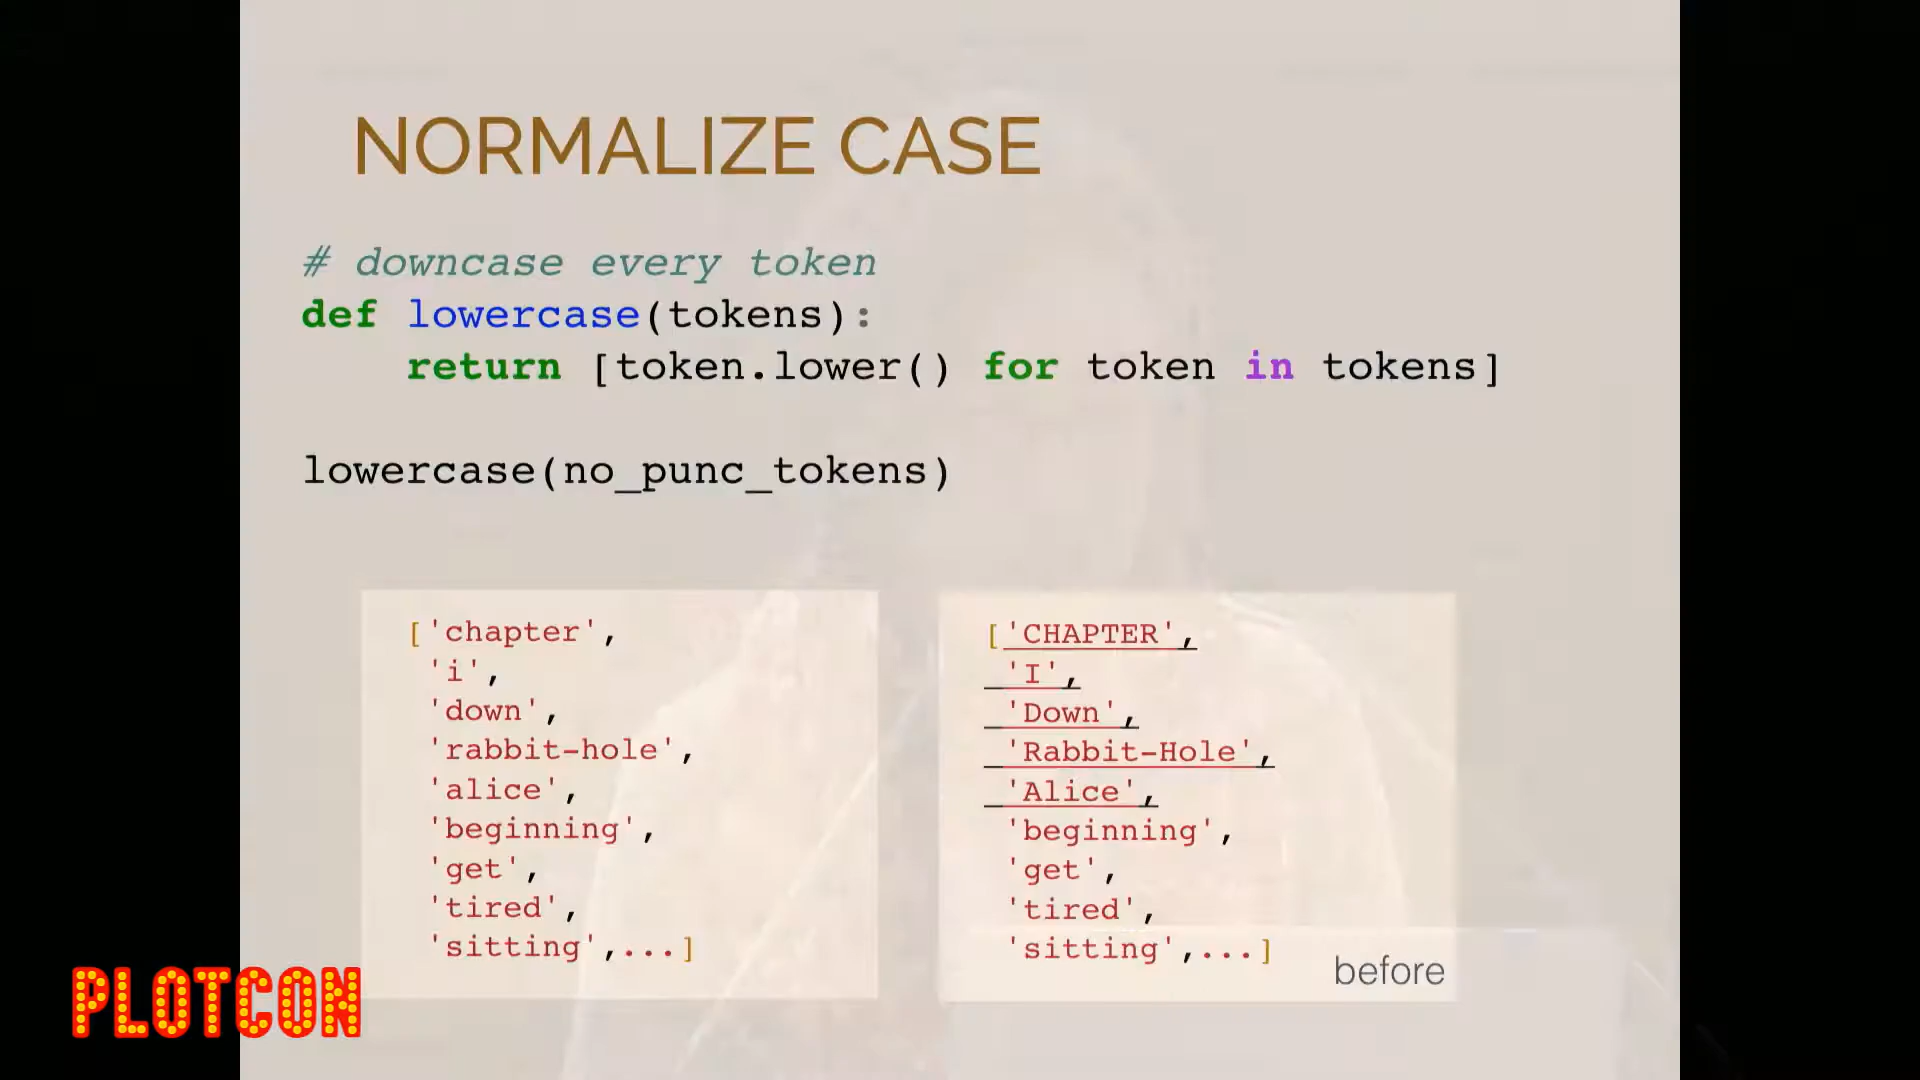 NORMALIZE CASE
# downcase every token
def lowercase(tokens):
    return [token.lower() for token in tokens]
lowercase(no_punc_tokens)
['chapter',
'i',
'down',
'rabbit-hole',
'alice',
'beginning',
'get',
'tired',
'sitting',...]
['CHAPTER',
'I',
'Down',
'Rabbit-Hole',
'Alice',
'beginning',
'get',
'tired',
'sitting',...]
before
PLOTCON